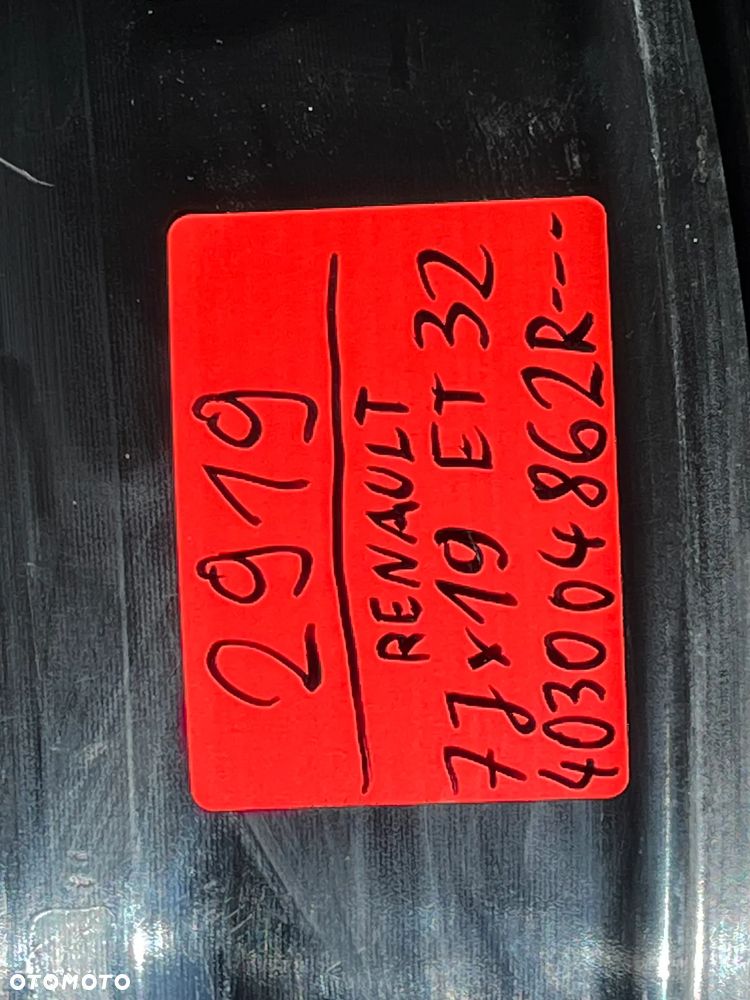 2919
RENAULT
7J x 19 ET 32
403004862R---
OTOMOTO